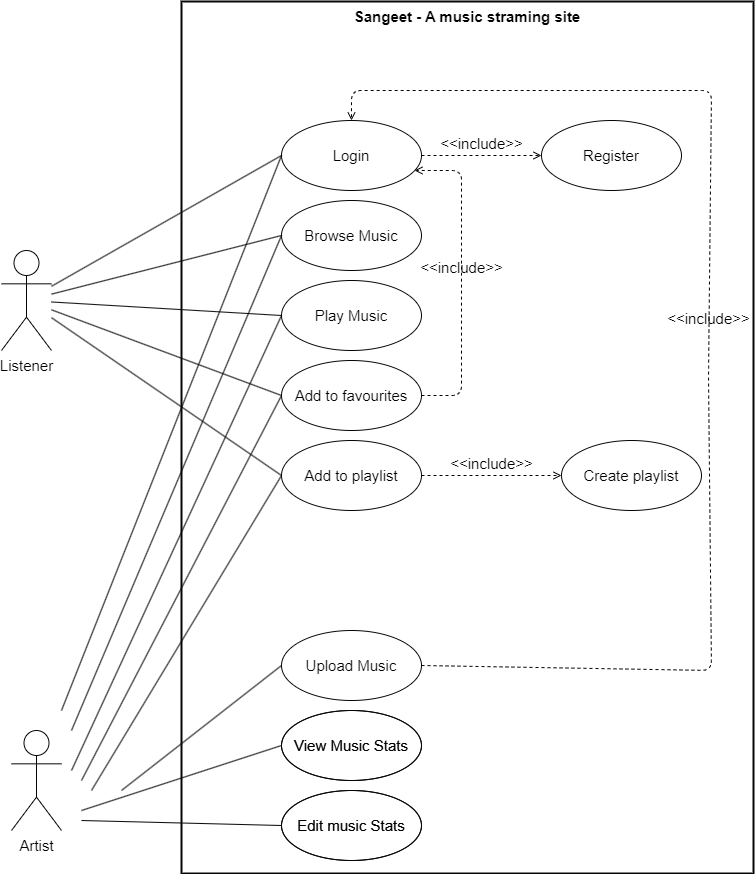 Sangeet - A music straming site
Login
<<include>>
Register
Browse Music
<<include>>
Play Music
<<include>>
Listener
Add to favourites
Add to playlist
<<include>>
Create playlist
Upload Music
View Music Stats
Edit music Stats
Artist